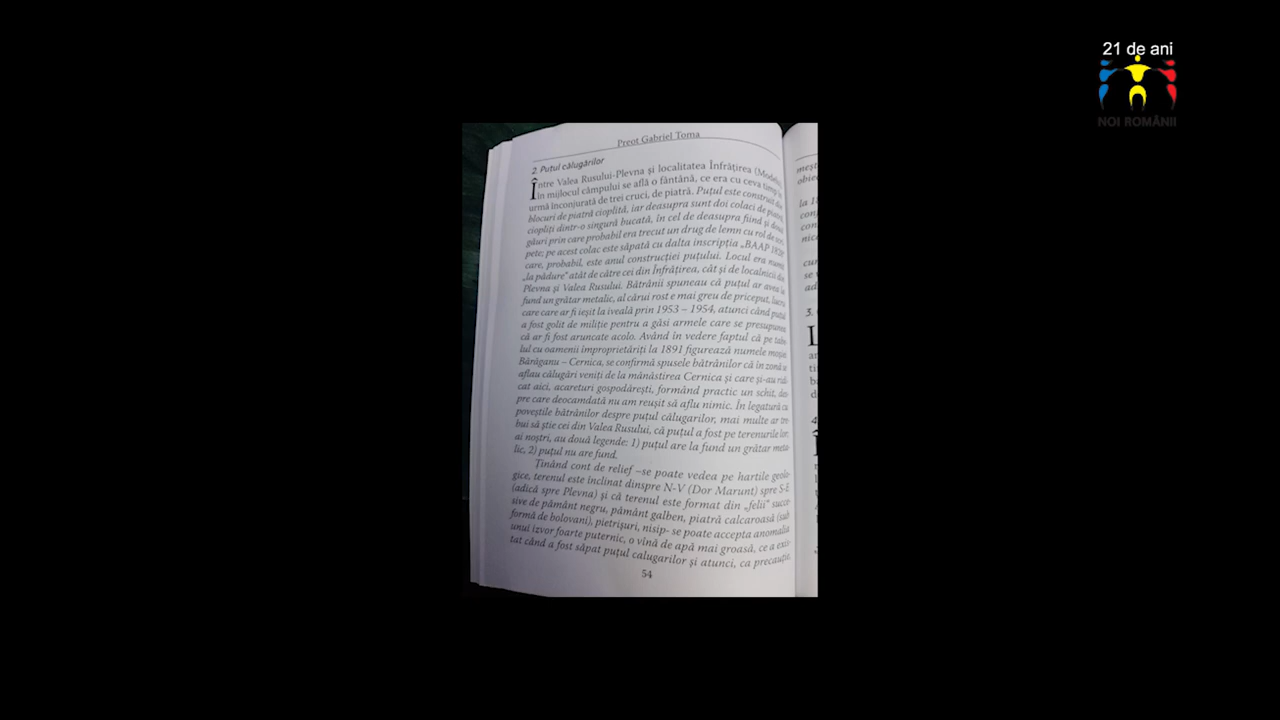 21 de ani
NOI ROMÂNII
Preot Gabriel Toma
2. Puțul călugărilor
Între Valea Rusului-Plevna și localitatea Înfrățirea (Modelu),
în mijlocul câmpului se află o fântână, ce era cu ceva timp în
urmă înconjurată de trei cruci, de piatră. Puțul este construit din
blocuri de piatră cioplită, iar deasupra sunt doi colaci de piatră,
ciopliți dintr-o singură bucată, în cel de deasupra fiind și două
găuri prin care probabil era trecut un drug de lemn cu rol de
pete; pe acest colac este săpată cu dalta inscripția „BAAP
care, probabil, este anul construcției puțului. Locul era numit
„la pădure" atât de către cei din Înfrățirea, cât și de localnicii din
Plevna și Valea Rusului. Bătrânii spuneau că puțul ar avea la
fund un grătar metalic, al cărui rost e mai greu de priceput, lucru
care care ar fi ieșit la iveală prin 1953 – 1954, atunci când puțul
a fost golit de miliție pentru a găsi armele care se presupunea
că ar fi fost aruncate acolo. Având în vedere faptul că pe tabe-
lul cu oamenii împroprietăriți la 1891 figurează numele moșiei
Bărăganu – Cernica, se confirmă spusele bătrânilor că în zonă se
aflau călugări veniți de la mănăstirea Cernica și care și-au ridi-
cat aici, acareturi gospodărești, formând practic un schit, des-
pre care deocamdată nu am reușit să aflu nimic. În legatură cu
poveștile bătrânilor despre puțul călugarilor, mai multe ar tre-
bui să știe cei din Valea Rusului, că puțul a fost pe terenurile lor;
ai noștri, au două legende: 1) puțul are la fund un grătar meta-
lic, 2) puțul nu are fund.
Ținând cont de relief –se poate vedea pe hartile geolo-
gice, terenul este înclinat dinspre N-V (Dor Marunt) spre S-E
(adică spre Plevna) și că terenul este format din „felii" succe-
sive de pământ negru, pământ galben, piatră calcaroasă (sub
formă de bolovani), pietrișuri, nisip- se poate accepta anomalia
unui izvor foarte puternic, o vină de apă mai groasă, ce a exis-
tat când a fost săpat puțul calugarilor și atunci, ca precauție,
54